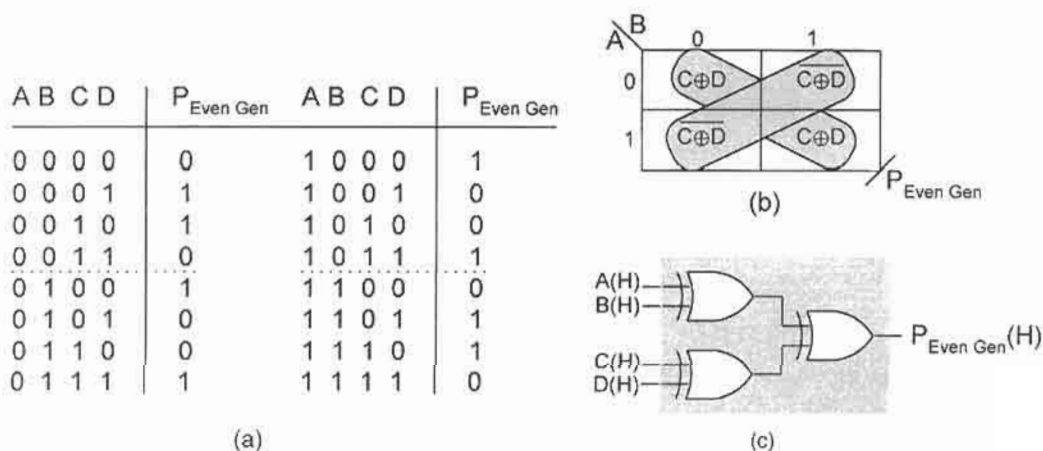 A B C D P Even Gen A B C D P Even Gen
0 0 0 0 0 1 0 0 0 1
0 0 0 1 1 1 0 0 1 0
0 0 1 0 1 1 0 1 0 0
0 0 1 1 0 1 0 1 1 1
0 1 0 0 1 1 1 0 0 0
0 1 0 1 0 1 1 0 1 1
0 1 1 0 0 1 1 1 0 1
0 1 1 1 1 1 1 1 1 0
(a)
A B
0 1
0 C⊕D C̅⊕̅D̅
1 C̅⊕̅D̅ C⊕D
P Even Gen
(b)
A(H)
B(H)
C(H)
D(H)
P Even Gen (H)
(c)